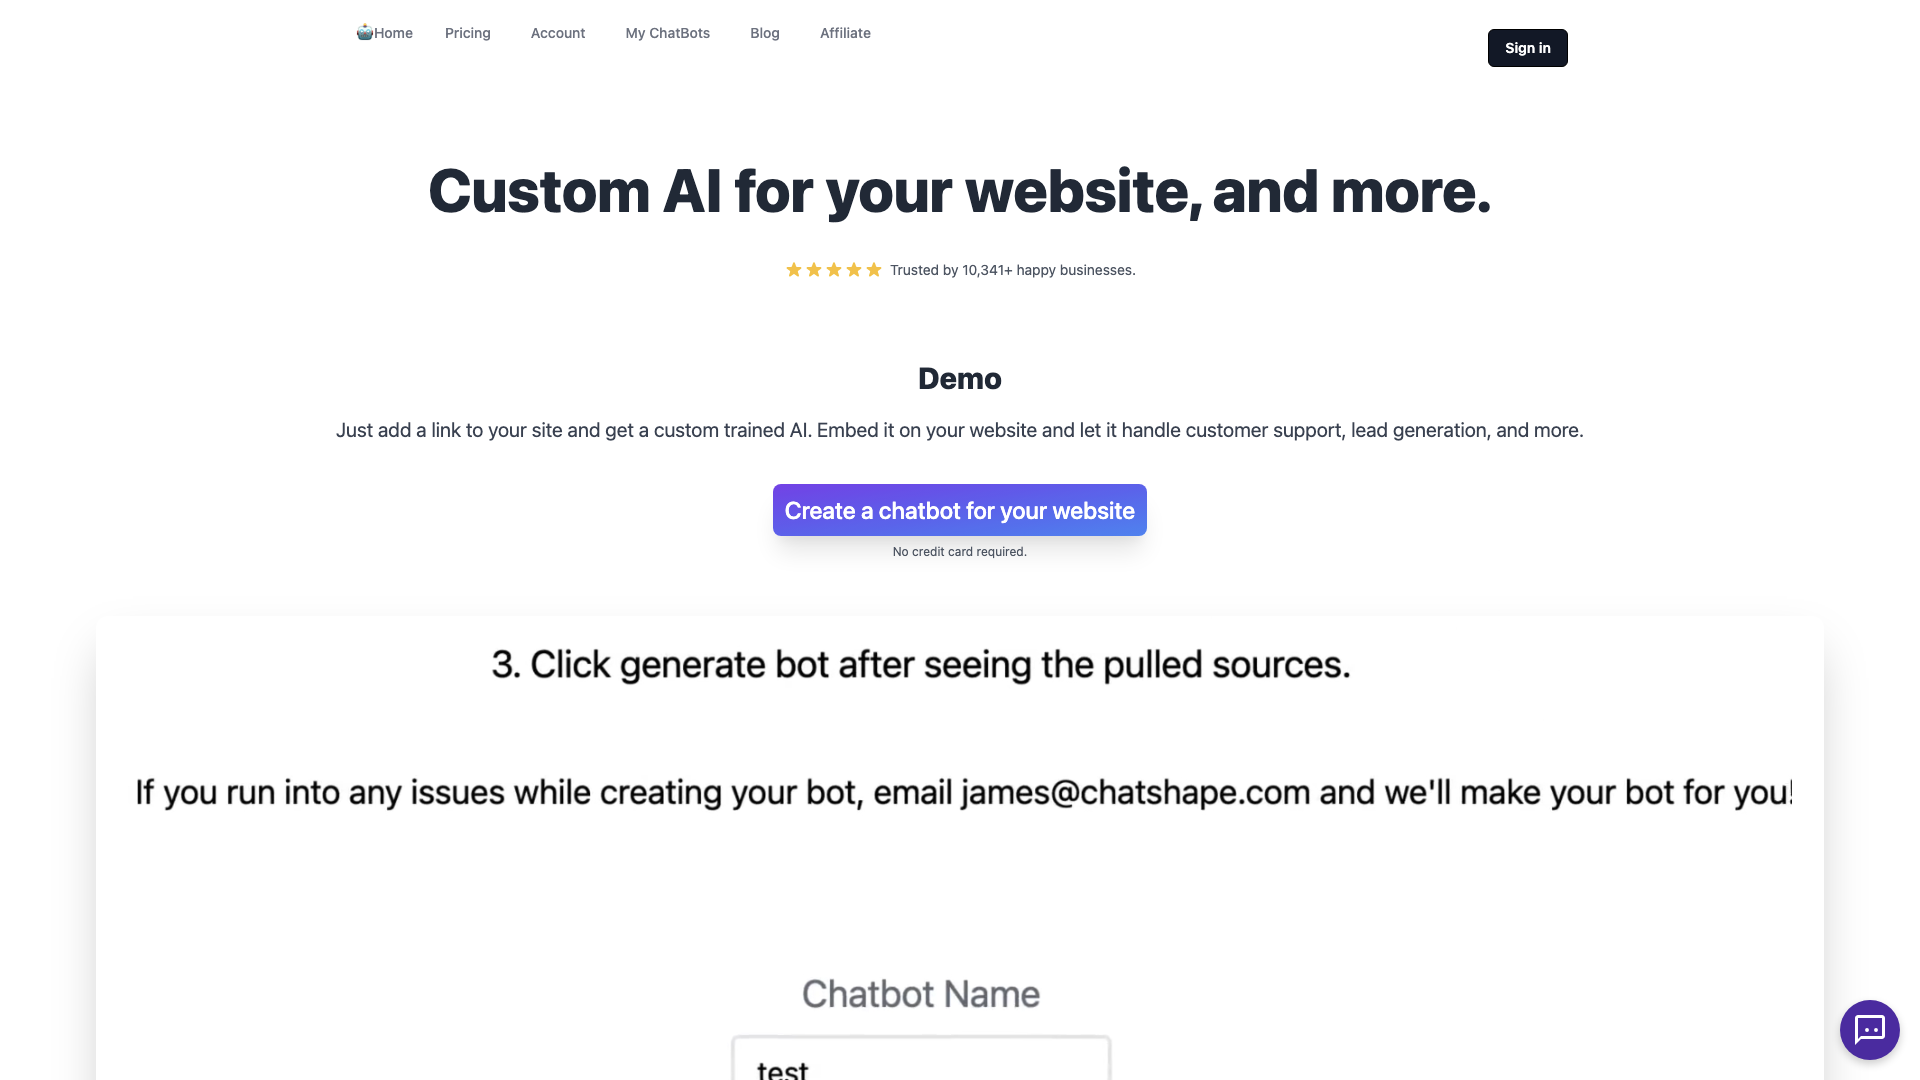 Home Pricing Account My ChatBots Blog Affiliate
Sign in
Custom AI for your website, and more.
Trusted by 10,341+ happy businesses.
Demo
Just add a link to your site and get a custom trained AI. Embed it on your website and let it handle customer support, lead generation, and more.
Create a chatbot for your website
No credit card required.
3. Click generate bot after seeing the pulled sources.
If you run into any issues while creating your bot, email james@chatshape.com and we'll make your bot for you!
Chatbot Name
test